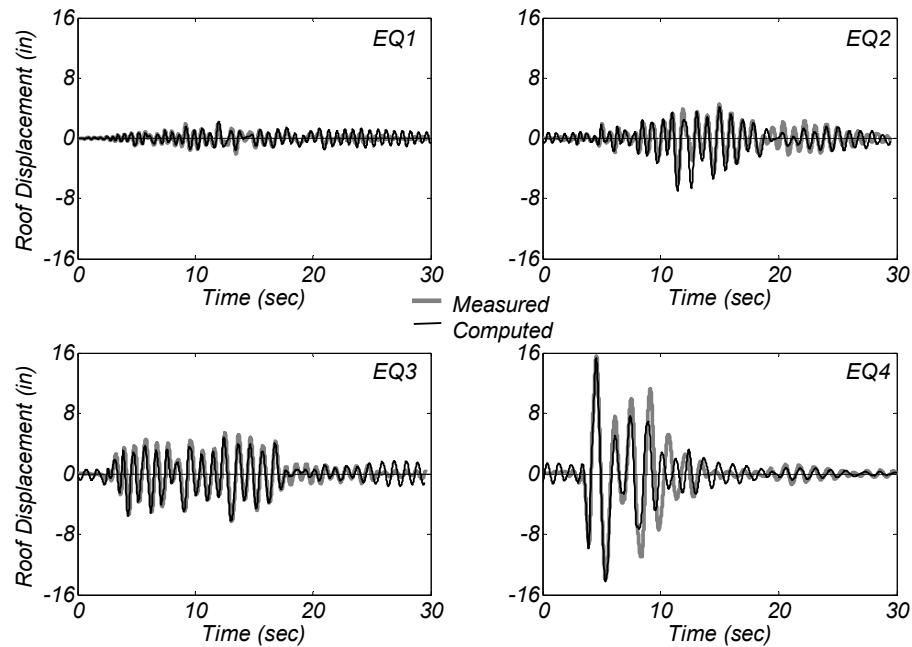 16
8
0
-8
-16
Roof Displacement (in)
EQ1
0 10 20 30
Time (sec)
16
8
0
-8
-16
EQ2
0 10 20 30
Time (sec)
Measured
Computed
16
8
0
-8
-16
Roof Displacement (in)
EQ3
0 10 20 30
Time (sec)
16
8
0
-8
-16
EQ4
0 10 20 30
Time (sec)